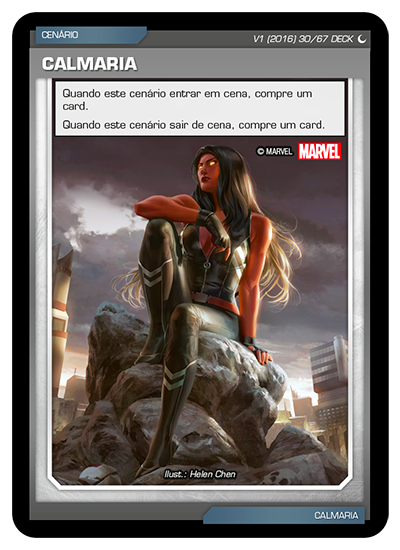 CENÁRIO
V1 (2016) 30/67 DECK
CALMARIA
Quando este cenário entrar em cena, compre um
card.
Quando este cenário sair de cena, compre um card.
© MARVEL MARVEL
Ilust.: Helen Chen
CALMARIA